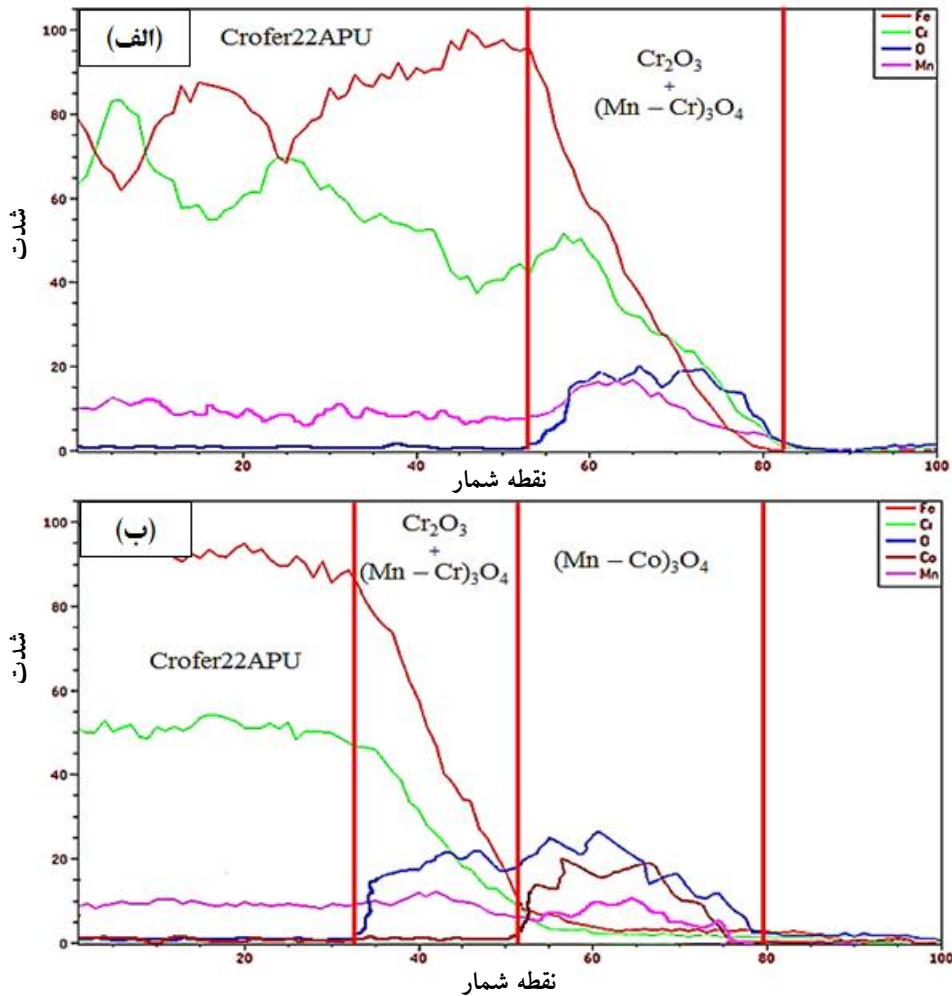 (الف)
Crofer22APU
Cr₂O₃
+
(Mn – Cr)₃O₄
Fe
Cr
O
Mn
100
80
60
40
20
0
شدت
20
40
60
80
100
نقطه شمار
(ب)
Crofer22APU
Cr₂O₃
+
(Mn – Cr)₃O₄
(Mn – Co)₃O₄
Fe
Cr
O
Co
Mn
100
80
60
40
20
0
شدت
20
40
60
80
100
نقطه شمار